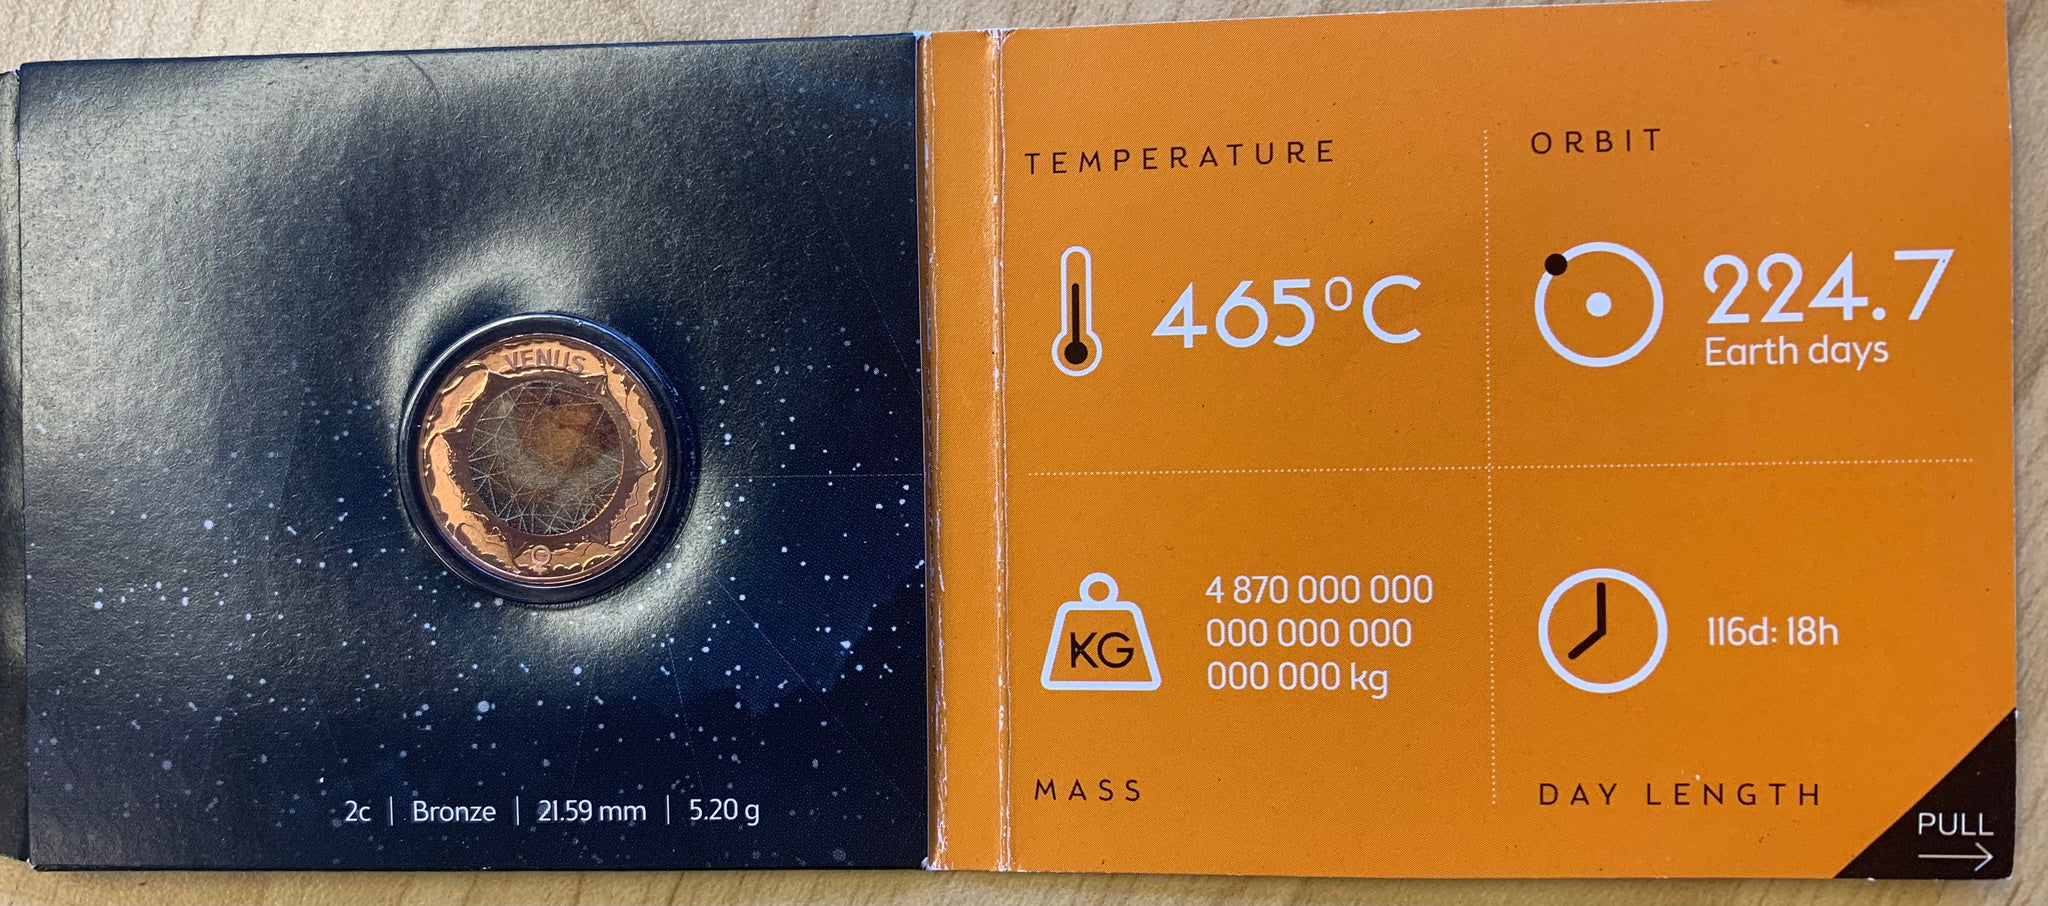 VENUS
2c | Bronze | 21.59 mm | 5.20 g
TEMPERATURE
465ºC
ORBIT
224.7
Earth days
KG
4 870 000 000
000 000 000
000 000 kg
MASS
116d: 18h
DAY LENGTH
PULL